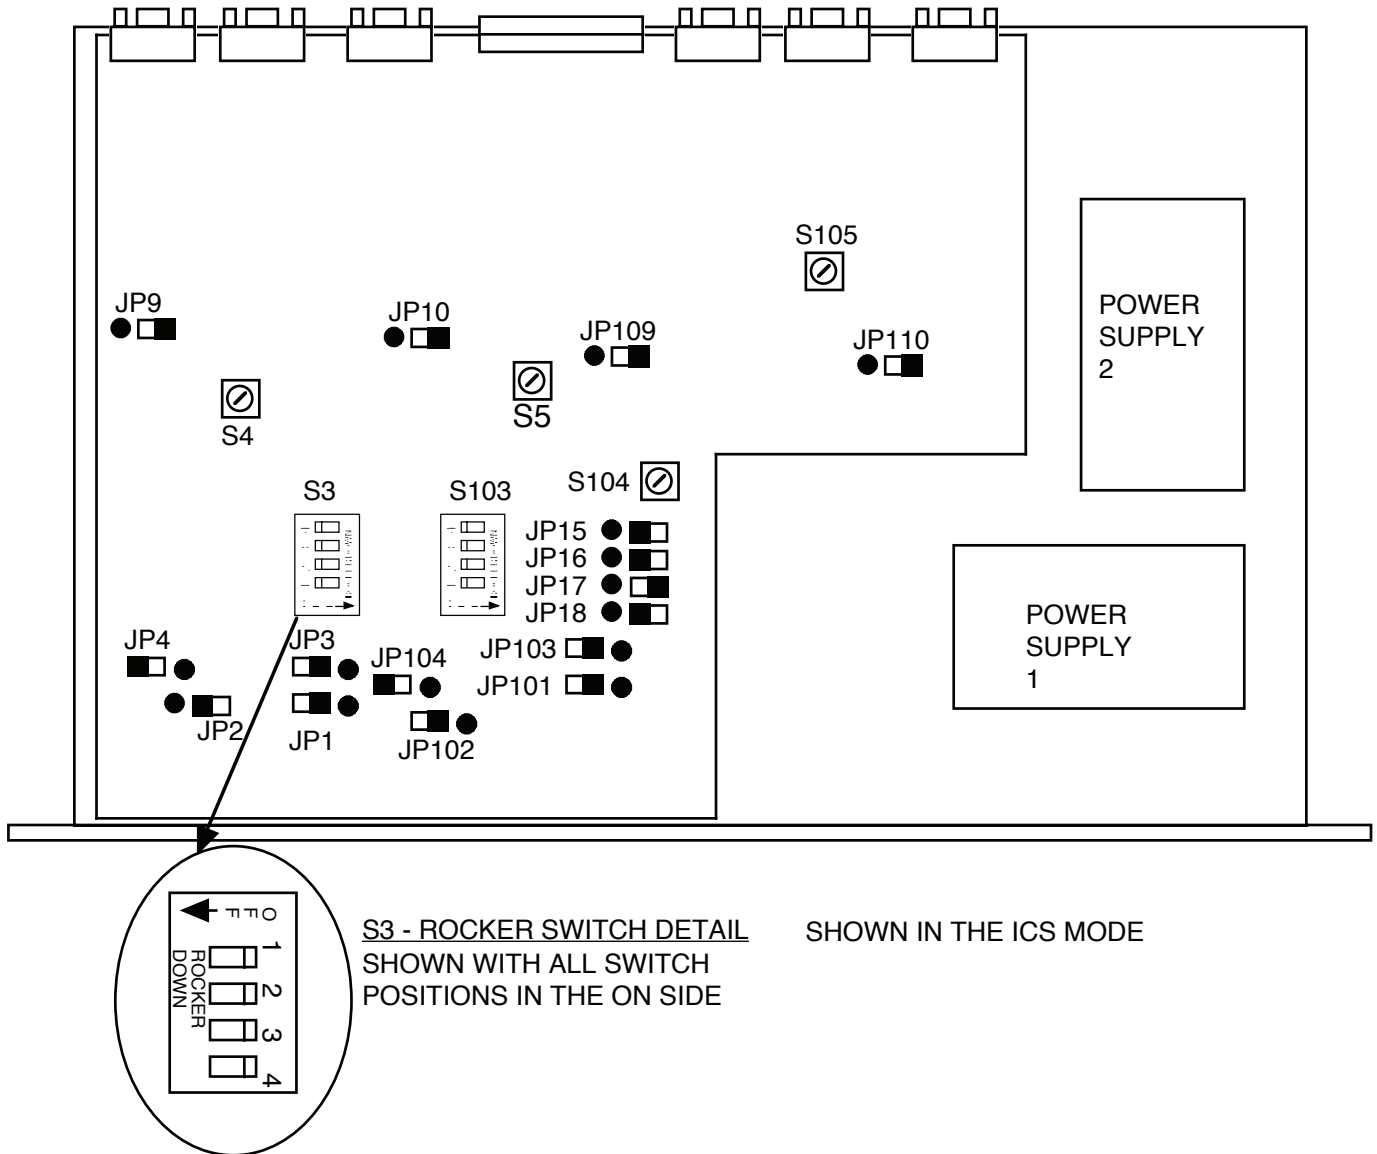 S105
JP9
JP10
JP109
JP110
POWER
SUPPLY
2
S4
S5
S3
S103
S104
JP15
JP16
JP17
JP18
POWER
SUPPLY
1
JP4
JP3
JP104
JP103
JP101
JP2
JP1
JP102
OFF
1
2
3
4
ROCKER
DOWN
S3 - ROCKER SWITCH DETAIL
SHOWN WITH ALL SWITCH
POSITIONS IN THE ON SIDE
SHOWN IN THE ICS MODE